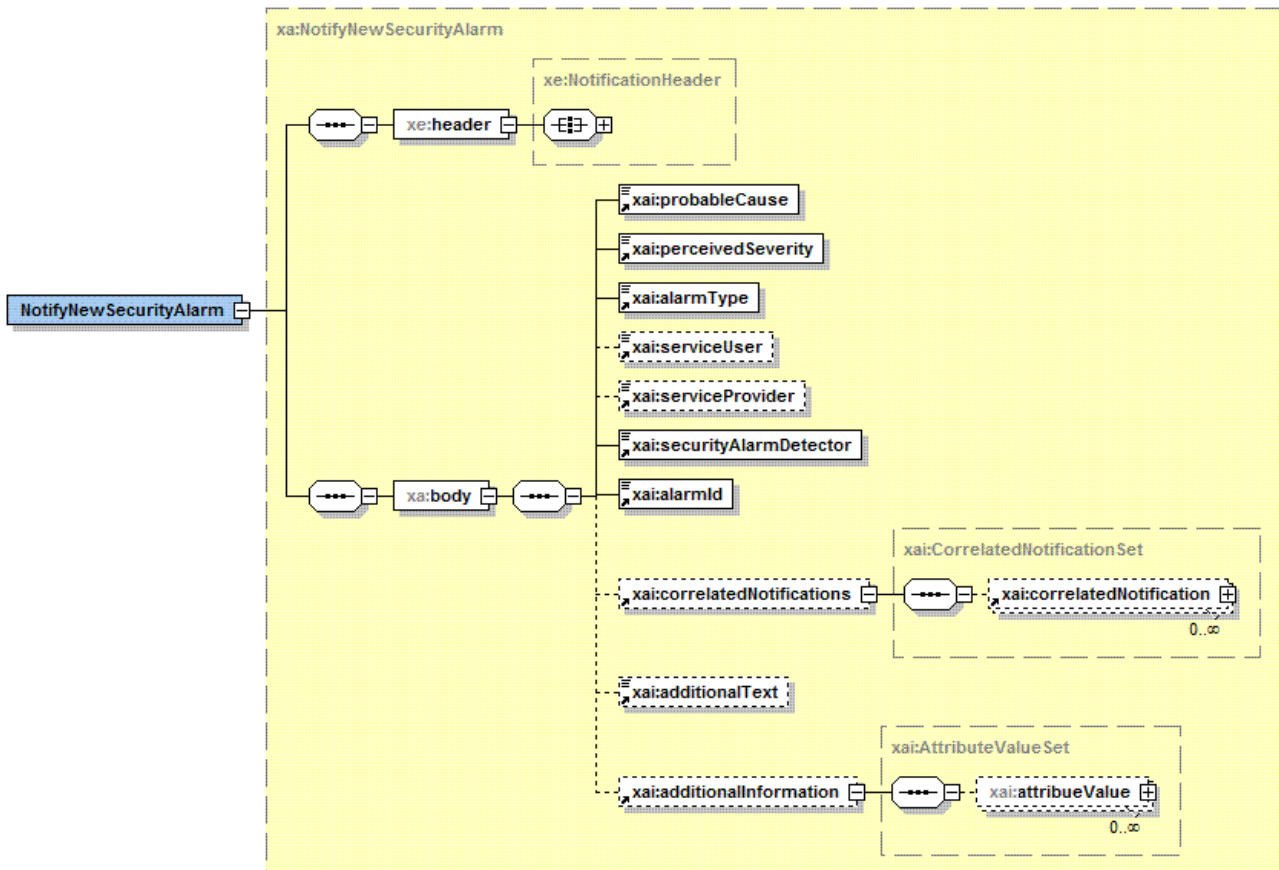 xa:NotifyNewSecurityAlarm
xe:NotificationHeader
xe:header
xai:probableCause
xai:perceivedSeverity
xai:alarmType
NotifyNewSecurityAlarm
xai:serviceUser
xai:serviceProvider
xai:securityAlarmDetector
xa:body
xai:alarmId
xai:CorrelatedNotificationSet
xai:correlatedNotifications
xai:correlatedNotification
0..∞
xai:additionalText
xai:AttributeValueSet
xai:additionalInformation
xai:attribueValue
0..∞